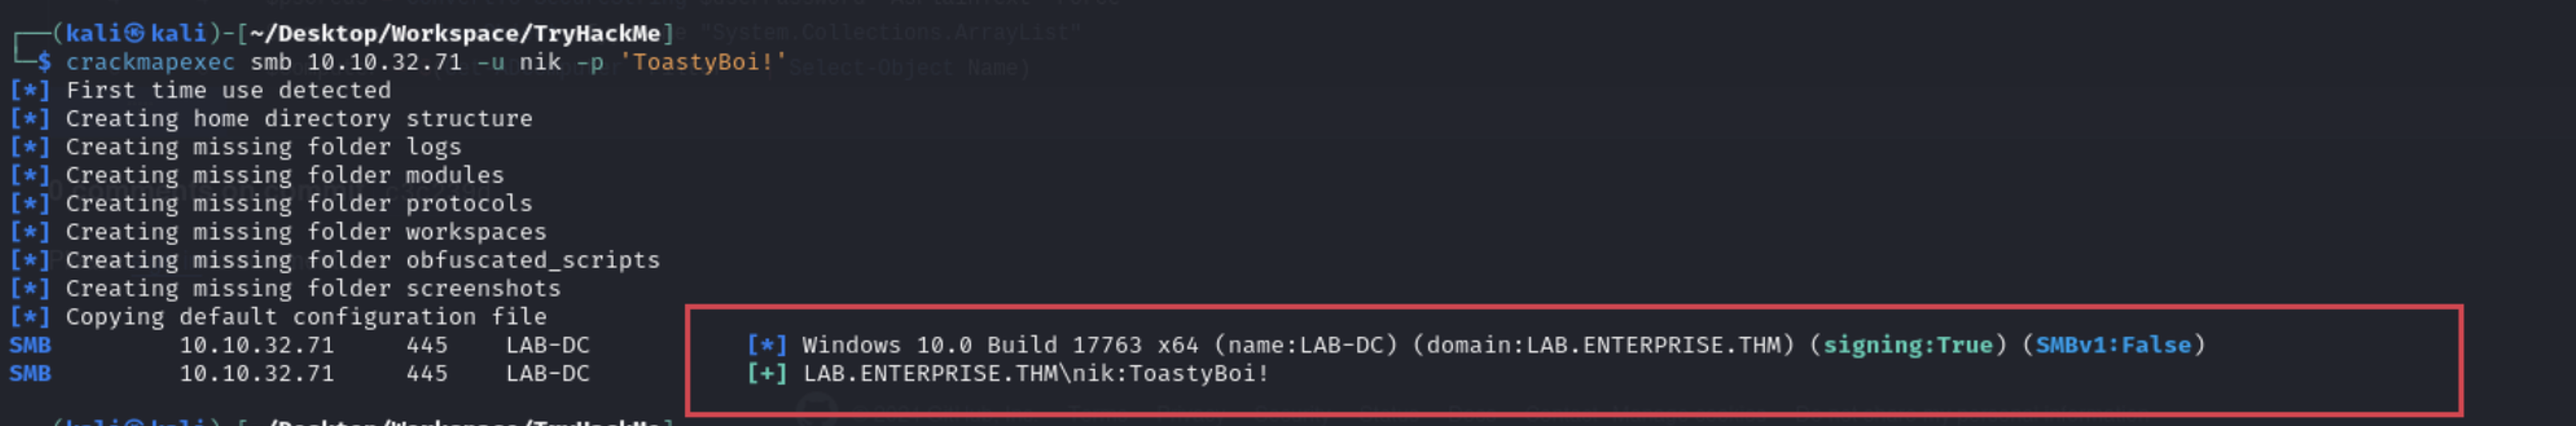 ┌──(kali㉿kali)-[~/Desktop/Workspace/TryHackMe]
└─$ crackmapexec smb 10.10.32.71 -u nik -p 'ToastyBoi!'
[*] First time use detected
[*] Creating home directory structure
[*] Creating missing folder logs
[*] Creating missing folder modules
[*] Creating missing folder protocols
[*] Creating missing folder workspaces
[*] Creating missing folder obfuscated_scripts
[*] Creating missing folder screenshots
[*] Copying default configuration file
SMB 10.10.32.71 445 LAB-DC [*] Windows 10.0 Build 17763 x64 (name:LAB-DC) (domain:LAB.ENTERPRISE.THM) (signing:True) (SMBv1:False)
SMB 10.10.32.71 445 LAB-DC [+] LAB.ENTERPRISE.THM\nik:ToastyBoi!
(kali㉿kali)-[~/Desktop/Workspace/TryHackMe]